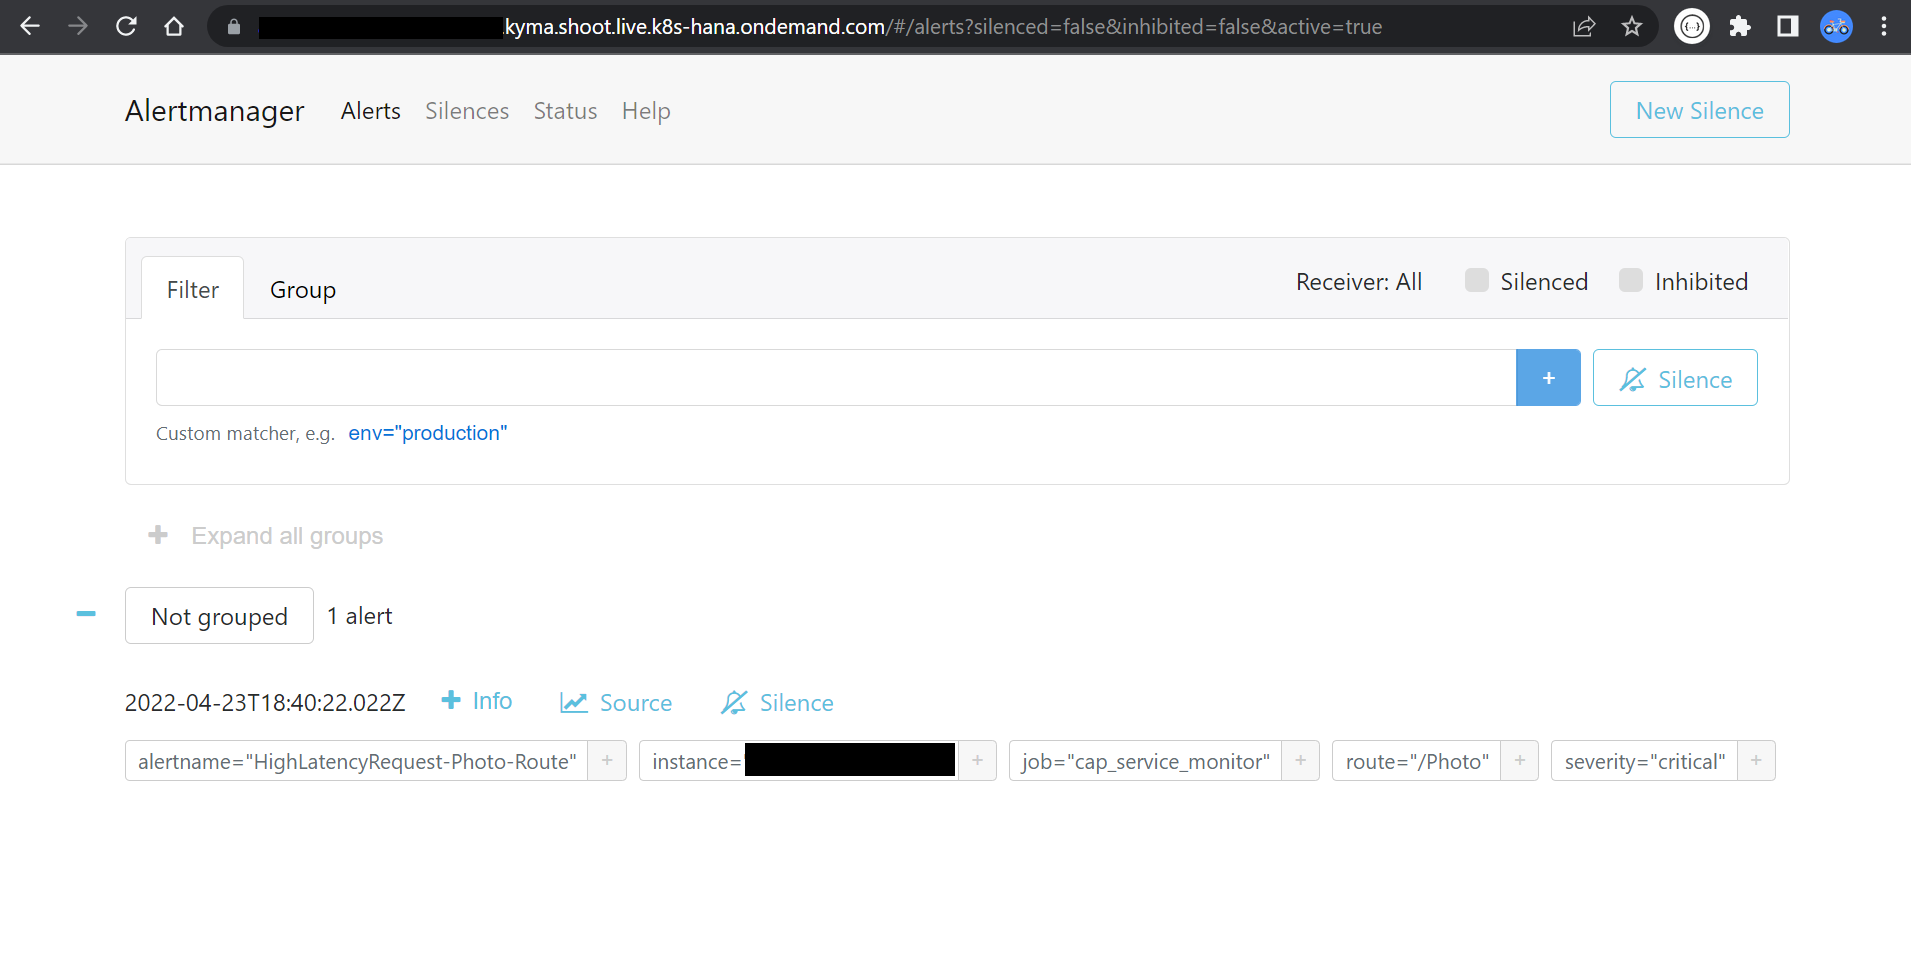 .kyma.shoot.live.k8s-hana.ondemand.com/#/alerts?silenced=false&inhibited=false&active=true
Alertmanager Alerts Silences Status Help New Silence
Filter Group Receiver: All Silenced Inhibited
+ Silence
Custom matcher, e.g. env="production"
+ Expand all groups
Not grouped 1 alert
2022-04-23T18:40:22.022Z + Info Source Silence
alertname="HighLatencyRequest-Photo-Route" + instance=" + job="cap_service_monitor" + route="/Photo" + severity="critical" +